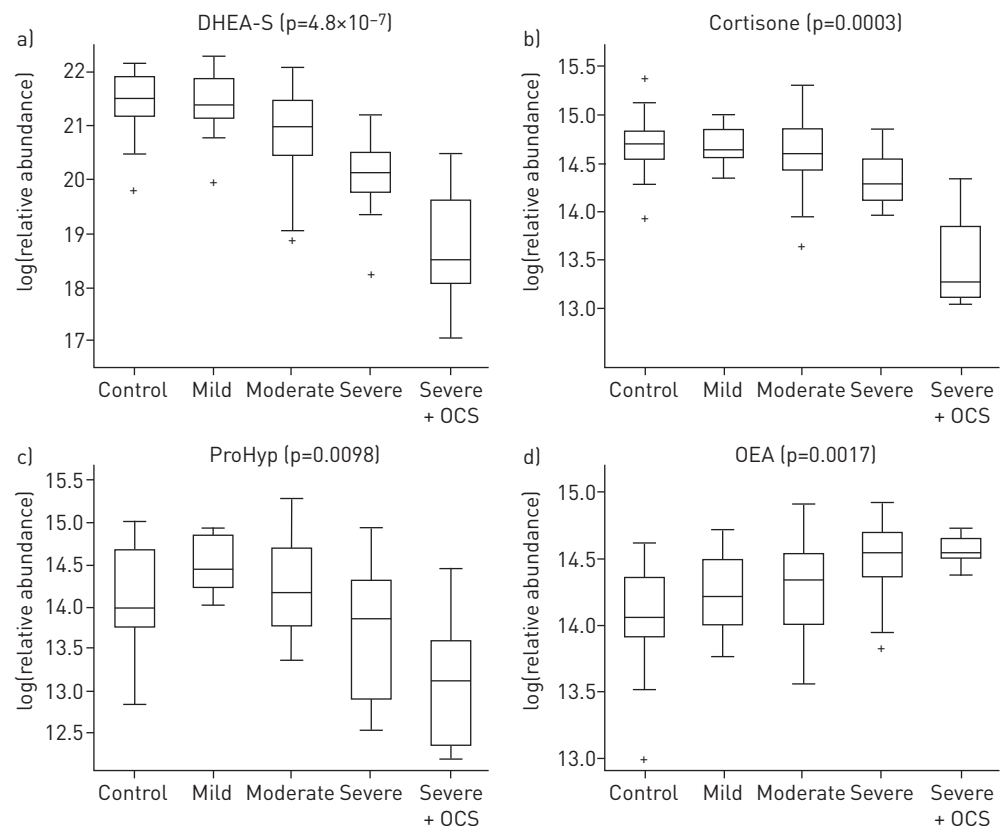 a)
DHEA-S (p=4.8×10⁻⁷)
log(relative abundance)
22
21
20
19
18
17
Control Mild Moderate Severe Severe
+ OCS
b)
Cortisone (p=0.0003)
log(relative abundance)
15.5
15.0
14.5
14.0
13.5
13.0
Control Mild Moderate Severe Severe
+ OCS
c)
ProHyp (p=0.0098)
log(relative abundance)
15.5
15.0
14.5
14.0
13.5
13.0
12.5
Control Mild Moderate Severe Severe
+ OCS
d)
OEA (p=0.0017)
log(relative abundance)
15.0
14.5
14.0
13.5
13.0
Control Mild Moderate Severe Severe
+ OCS